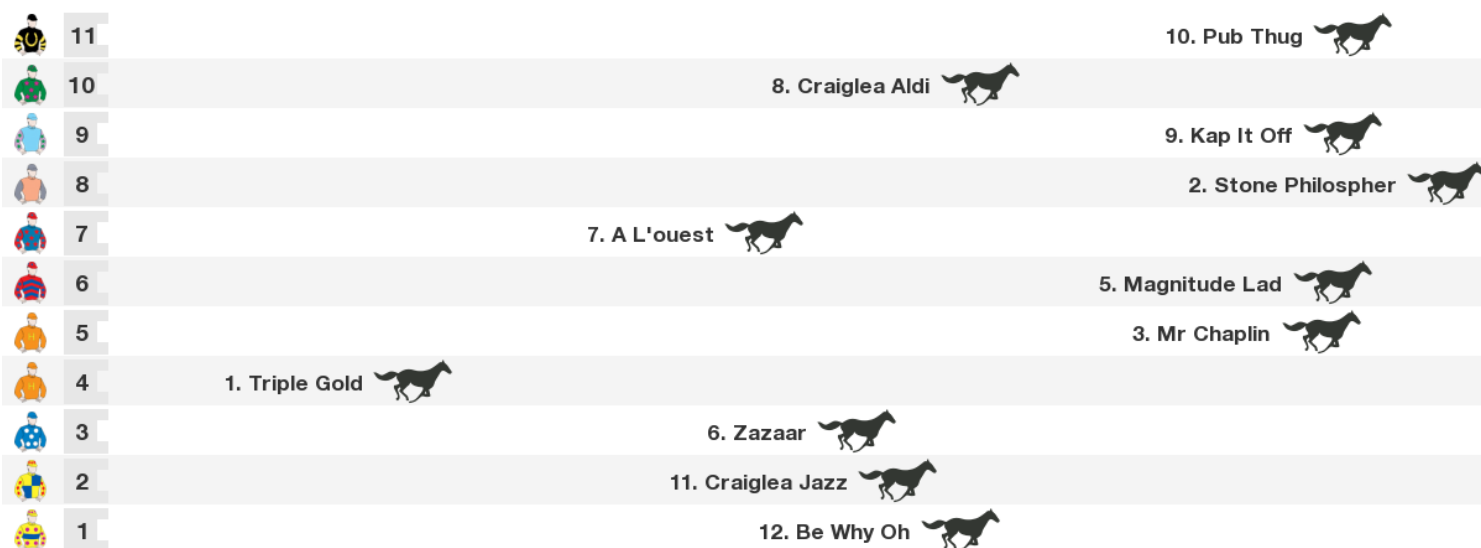 11 10. Pub Thug
10 8. Craiglea Aldi
9 9. Kap It Off
8 2. Stone Philospher
7 7. A L'ouest
6 5. Magnitude Lad
5 3. Mr Chaplin
4 1. Triple Gold
3 6. Zazaar
2 11. Craiglea Jazz
1 12. Be Why Oh